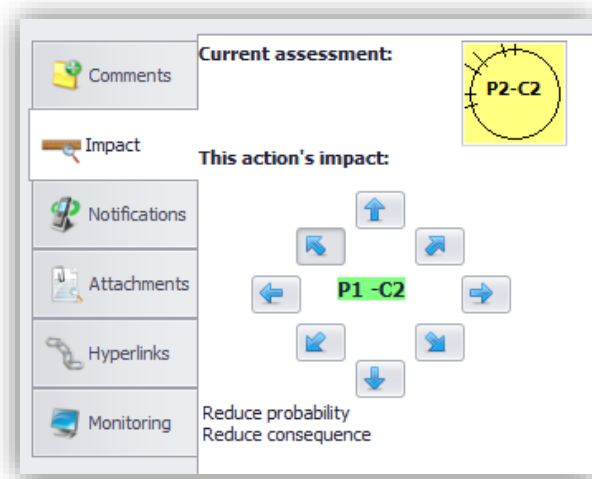 Comments
Impact
Notifications
Attachments
Hyperlinks
Monitoring
Current assessment:
P2-C2
This action's impact:
P1 -C2
Reduce probability
Reduce consequence